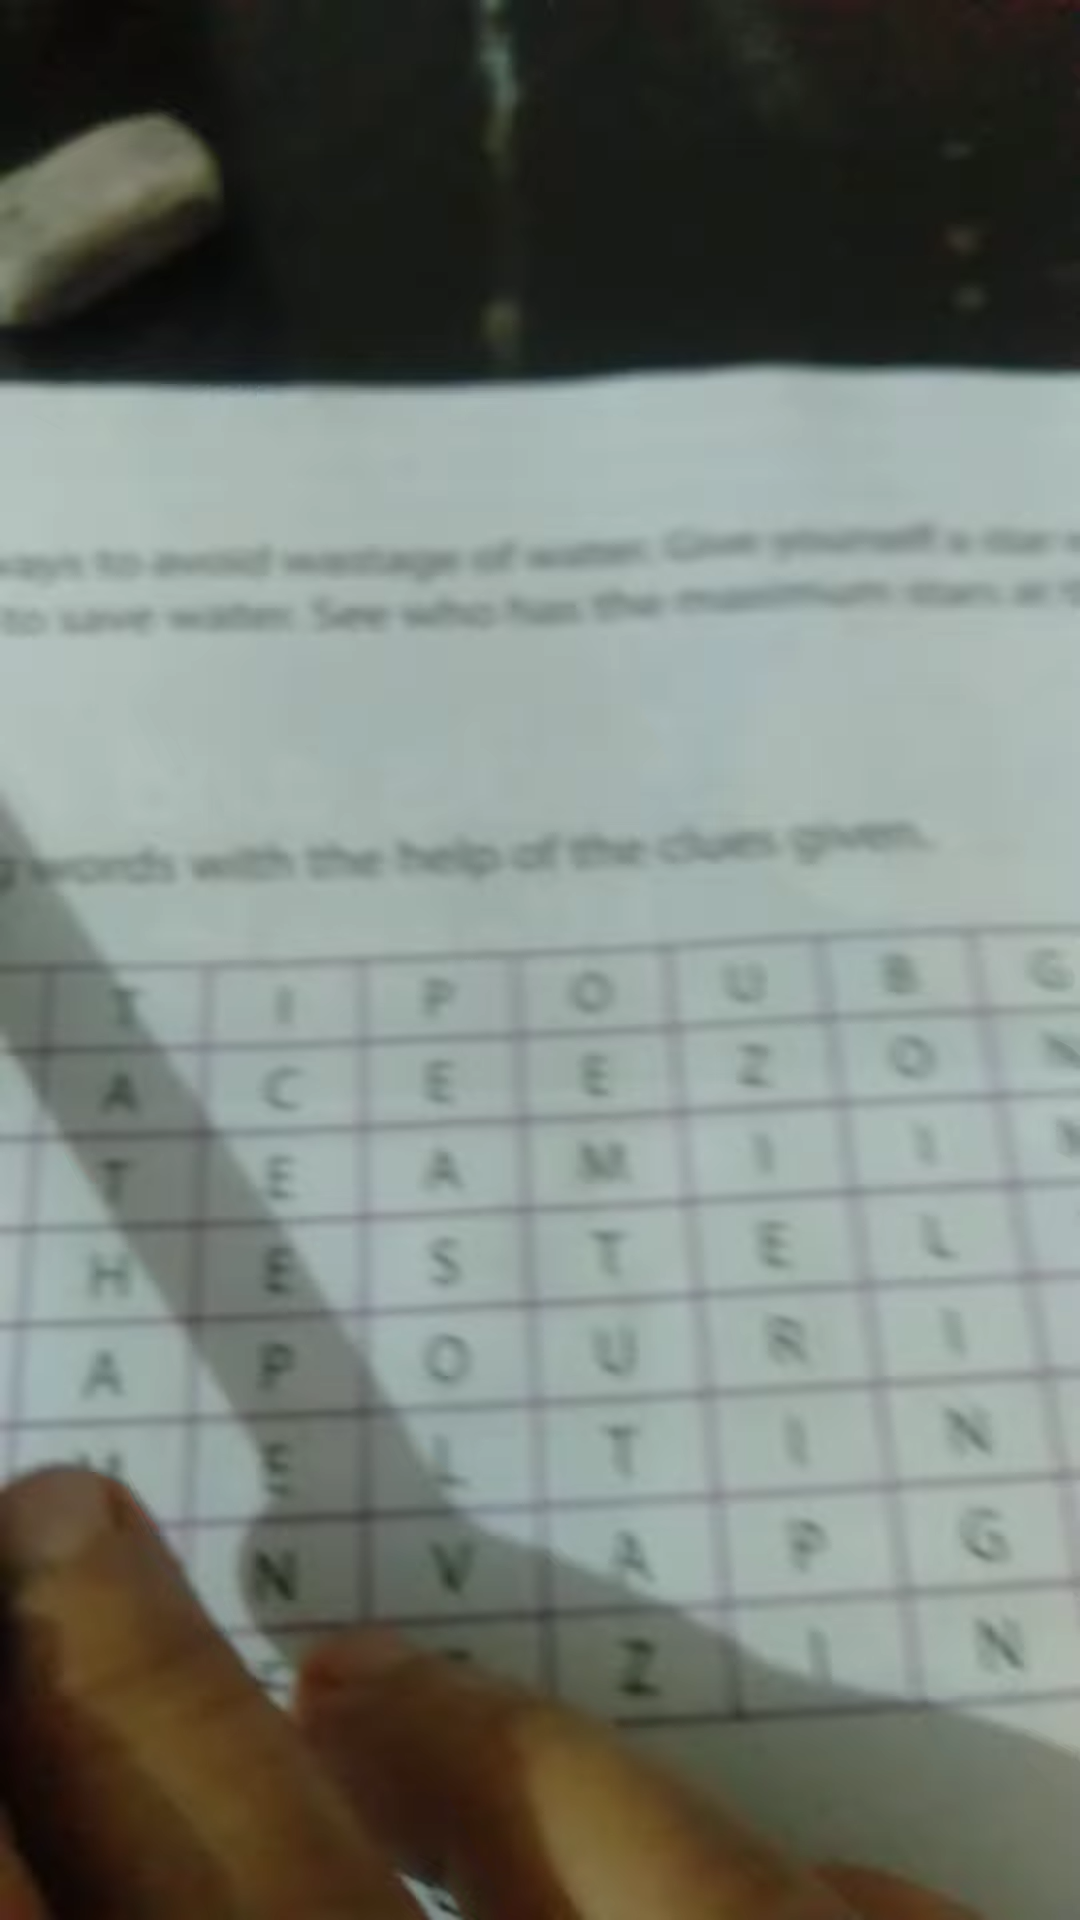 ways to avoid wastage of water. Give yourself a star
to save water. See who has the maximum stars at
words with the help of the clues given.
T I P O U B G
A C E E Z O N
T E A M I I
H E S T E L
A P O U R I
E L T I N
N V A P G
Z I N